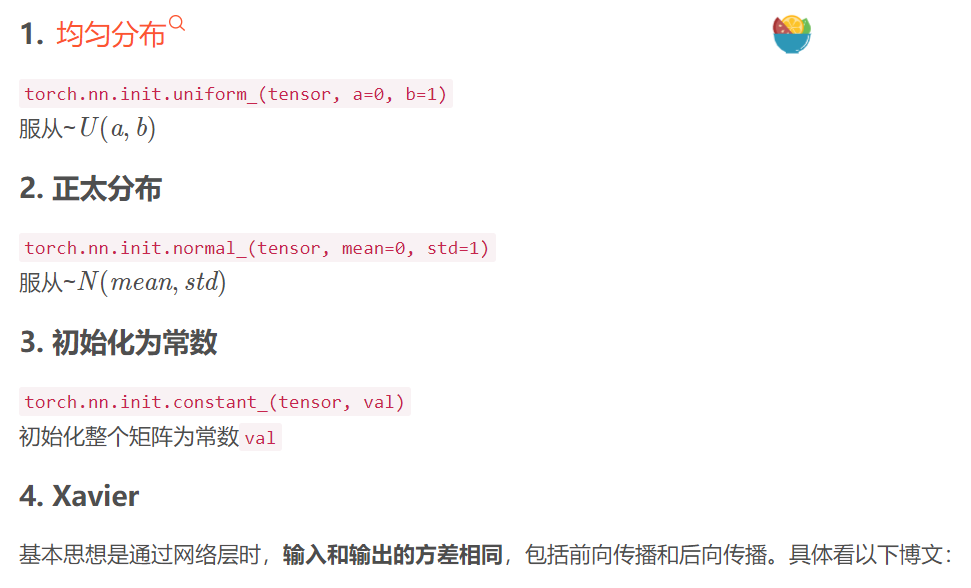 1. 均匀分布
torch.nn.init.uniform_(tensor, a=0, b=1)
服从~U(a, b)
2. 正太分布
torch.nn.init.normal_(tensor, mean=0, std=1)
服从~N(mean, std)
3. 初始化为常数
torch.nn.init.constant_(tensor, val)
初始化整个矩阵为常数val
4. Xavier
基本思想是通过网络层时，输入和输出的方差相同，包括前向传播和后向传播。具体看以下博文：